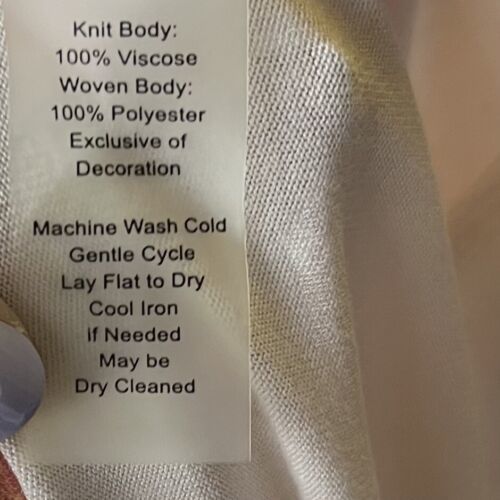 Knit Body:
100% Viscose
Woven Body:
100% Polyester
Exclusive of
Decoration
Machine Wash Cold
Gentle Cycle
Lay Flat to Dry
Cool Iron
if Needed
May be
Dry Cleaned